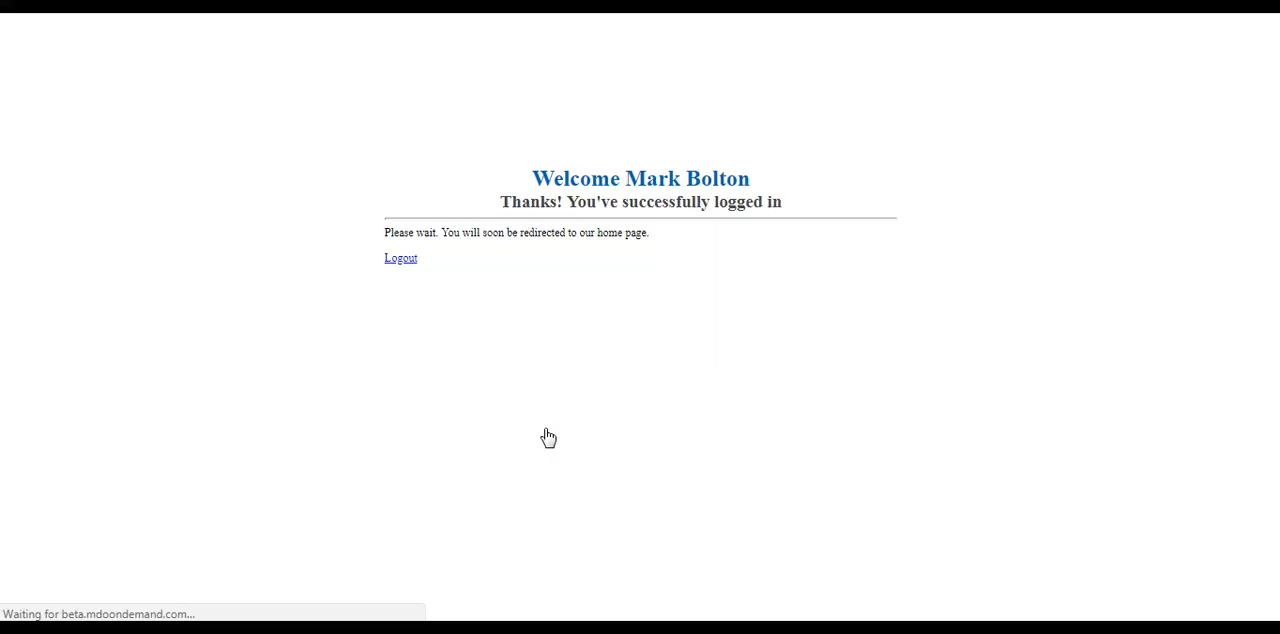 Welcome Mark Bolton
Thanks! You've successfully logged in
Please wait. You will soon be redirected to our home page.
Logout
Waiting for beta.mdoondemand.com...